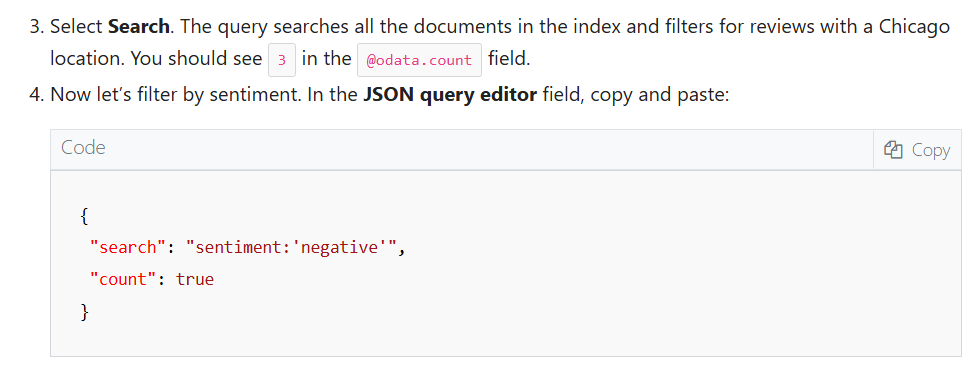 3. Select Search. The query searches all the documents in the index and filters for reviews with a Chicago
location. You should see 3 in the @odata.count field.
4. Now let’s filter by sentiment. In the JSON query editor field, copy and paste:
Code Copy
{
"search": "sentiment:'negative'",
"count": true
}